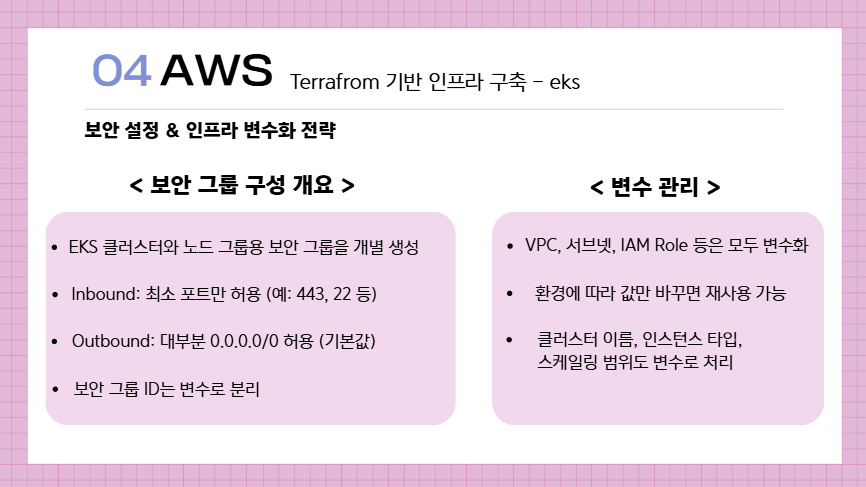 04 AWS Terrafrom 기반 인프라 구축 – eks
보안 설정 & 인프라 변수화 전략
< 보안 그룹 구성 개요 >
• EKS 클러스터와 노드 그룹용 보안 그룹을 개별 생성
• Inbound: 최소 포트만 허용 (예: 443, 22 등)
• Outbound: 대부분 0.0.0.0/0 허용 (기본값)
• 보안 그룹 ID는 변수로 분리
< 변수 관리 >
• VPC, 서브넷, IAM Role 등은 모두 변수화
• 환경에 따라 값만 바꾸면 재사용 가능
• 클러스터 이름, 인스턴스 타입,
스케일링 범위도 변수로 처리